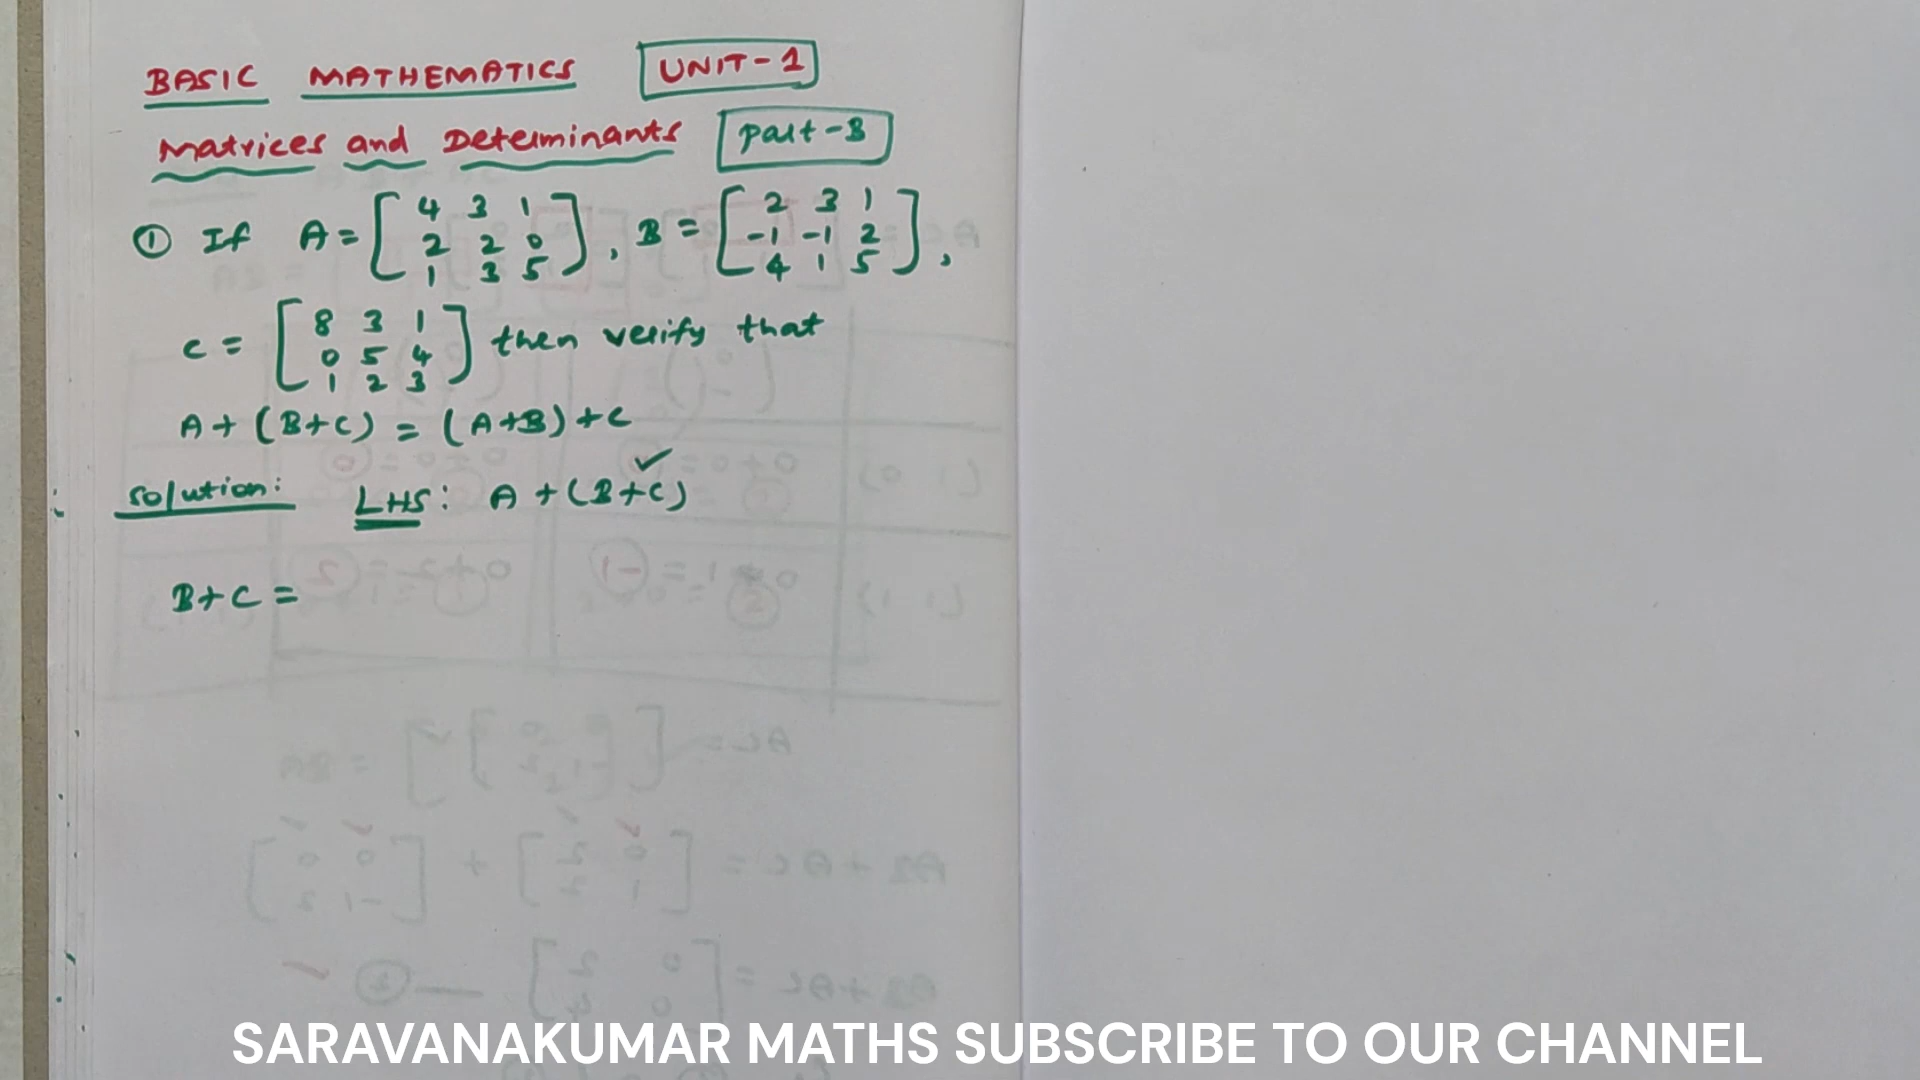 BASIC MATHEMATICS UNIT-1
Matrices and Determinants Part-B
① If A = [4 3 1
2 2 0
1 3 5], B = [2 3 1
-1 -1 2
4 1 5],
C = [8 3 1
0 5 4
1 2 3] then verify that
A + (B+C) = (A+B) + C
Solution: LHS: A + (B+C) ✓
B+C =
SARAVANAKUMAR MATHS SUBSCRIBE TO OUR CHANNEL